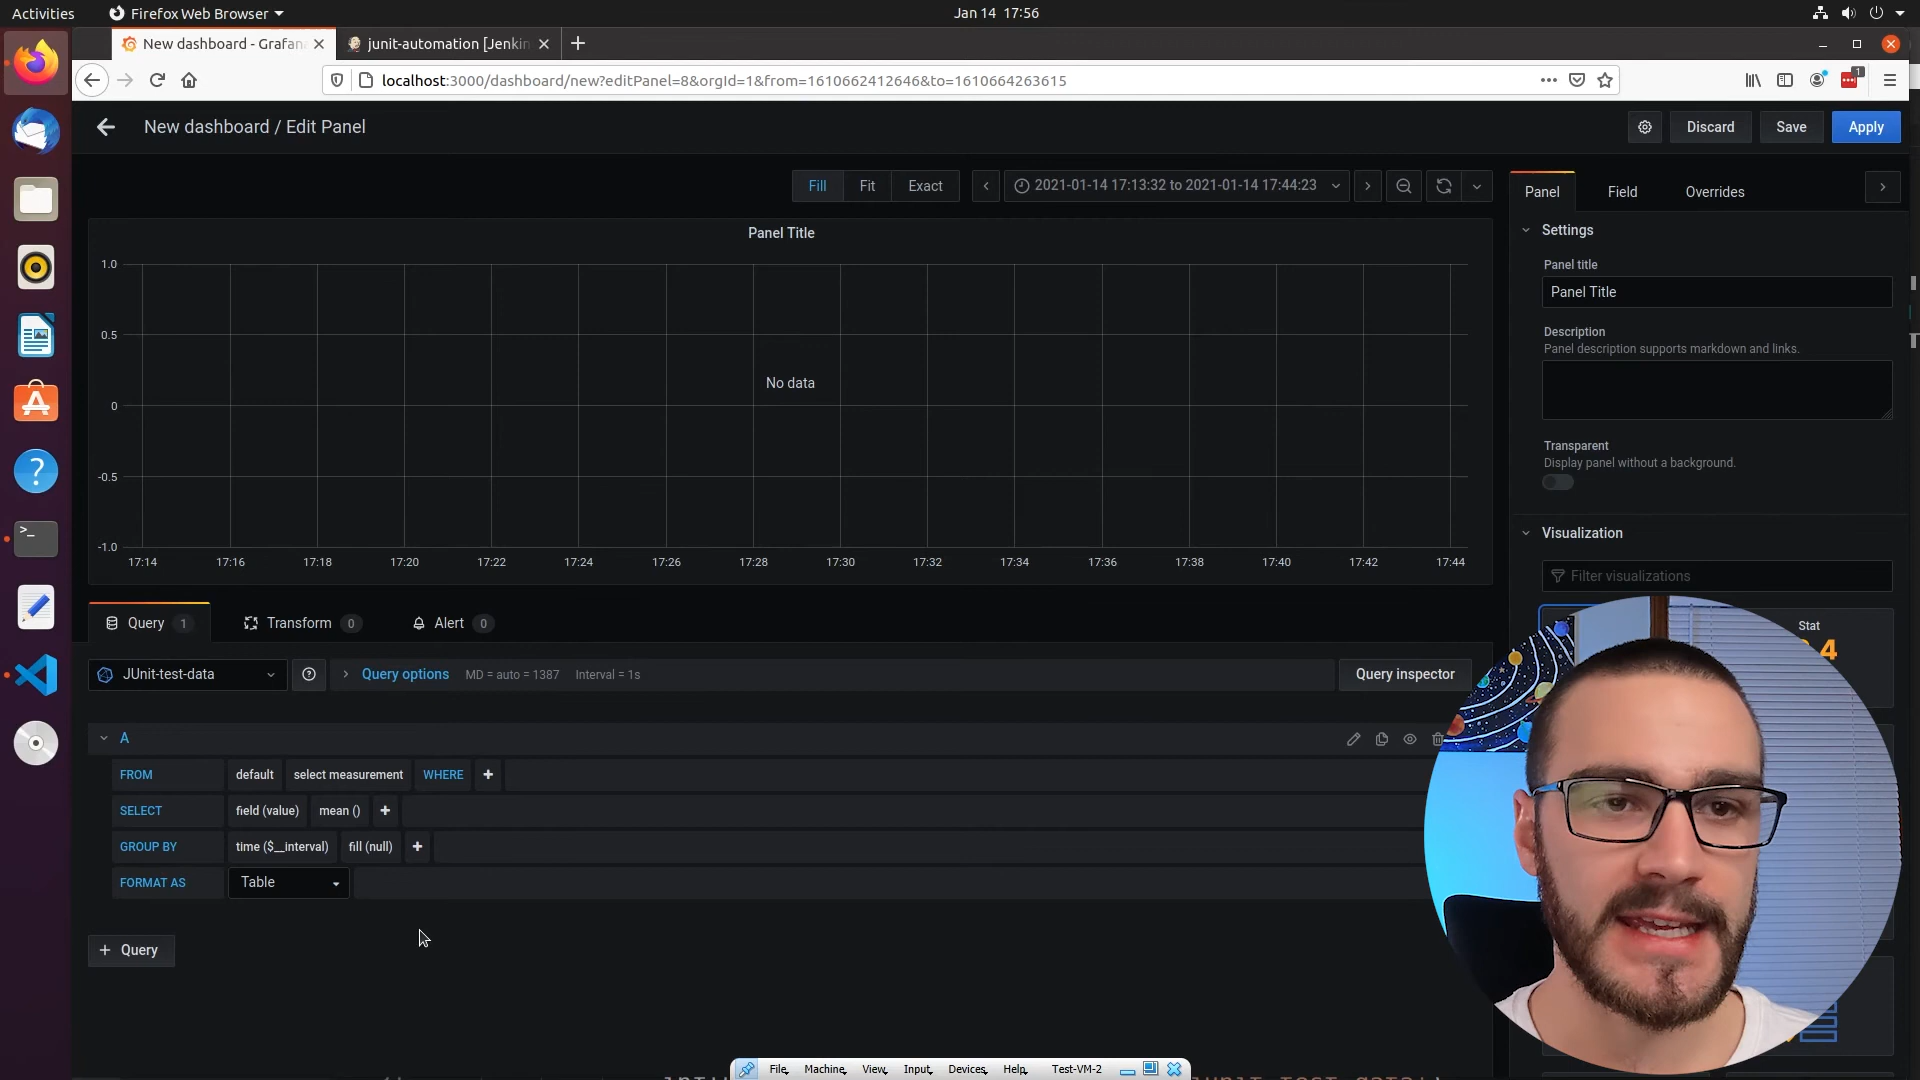 Activities
Firefox Web Browser
Jan 14 17:56
New dashboard - Grafana
junit-automation [Jenkin
localhost:3000/dashboard/new?editPanel=8&orgId=1&from=1610662412646&to=1610664263615
1
New dashboard / Edit Panel
Discard
Save
Apply
Fill
Fit
Exact
2021-01-14 17:13:32 to 2021-01-14 17:44:23
Panel
Field
Overrides
Panel Title
1.0
0.5
0
-0.5
-1.0
No data
17:14
17:16
17:18
17:20
17:22
17:24
17:26
17:28
17:30
17:32
17:34
17:36
17:38
17:40
17:42
17:44
Settings
Panel title
Panel Title
Description
Panel description supports markdown and links.
Transparent
Display panel without a background.
Visualization
Filter visualizations
Stat
Query 1
Transform 0
Alert 0
JUnit-test-data
Query options
MD = auto = 1387
Interval = 1s
Query inspector
A
FROM default select measurement WHERE +
SELECT field (value) mean () +
GROUP BY time ($__interval) fill (null) +
FORMAT AS Table
+ Query
File
Machine
View
Input
Devices
Help
Test-VM-2